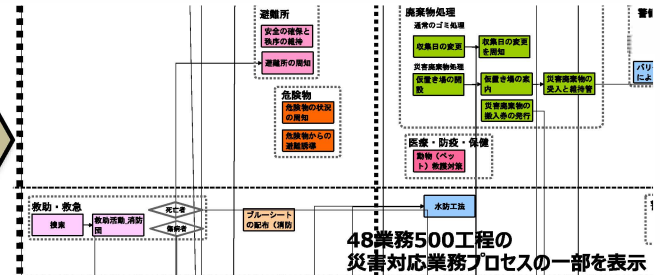 避難所
安全の確保と
秩序の維持
避難所の周知
危険物
危険物の状況
の周知
危険物からの
避難誘導
廃棄物処理
通常のゴミ処理
収集日の変更
収集日の変更
を周知
災害廃棄物処理
仮置き場の開
設
仮置き場の案
内
災害廃棄物の
受入と維持管
災害廃棄物の
搬入券の発行
医療・防疫・保健
動物（ペッ
ト）救護対策
警
バリ
によ
救助・救急
捜索
救助活動_消防
団
死亡者
傷病者
ブルーシート
の配布（消防
水防工法
48業務500工程の
災害対応業務プロセスの一部を表示